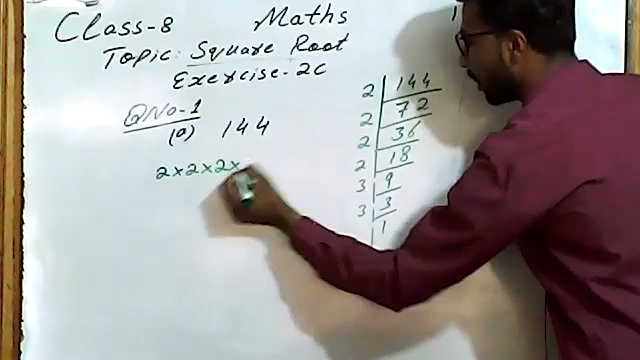 Class-8 Maths
Topic: Square Root
Exercise-2C
QNo-1
(a) 144
2×2×2×
2 144
2 72
2 36
2 18
3 9
3 3
1